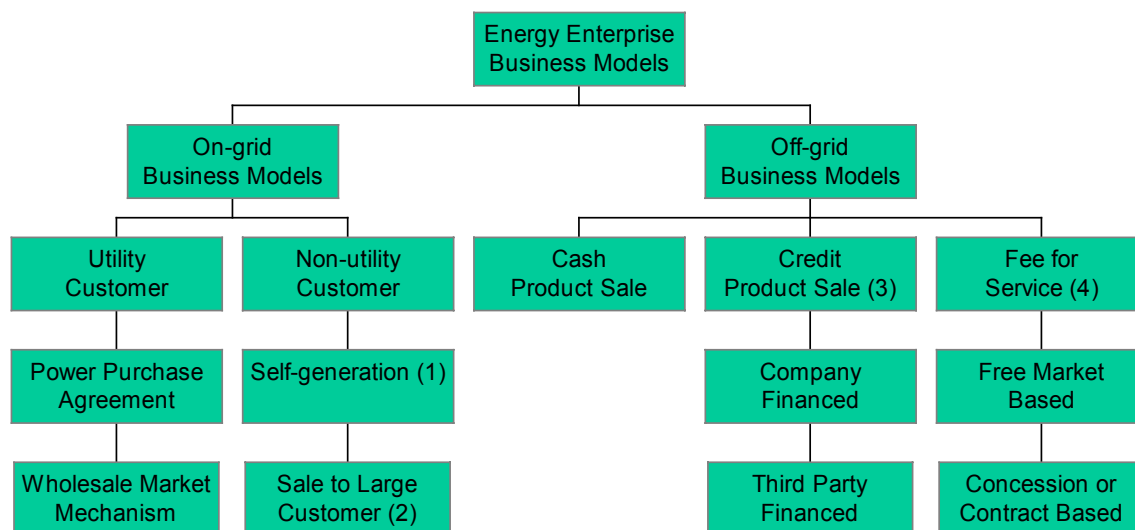 Energy Enterprise
Business Models
On-grid
Business Models
Off-grid
Business Models
Utility
Customer
Non-utility
Customer
Cash
Product Sale
Credit
Product Sale (3)
Fee for
Service (4)
Power Purchase
Agreement
Self-generation (1)
Company
Financed
Free Market
Based
Wholesale Market
Mechanism
Sale to Large
Customer (2)
Third Party
Financed
Concession or
Contract Based